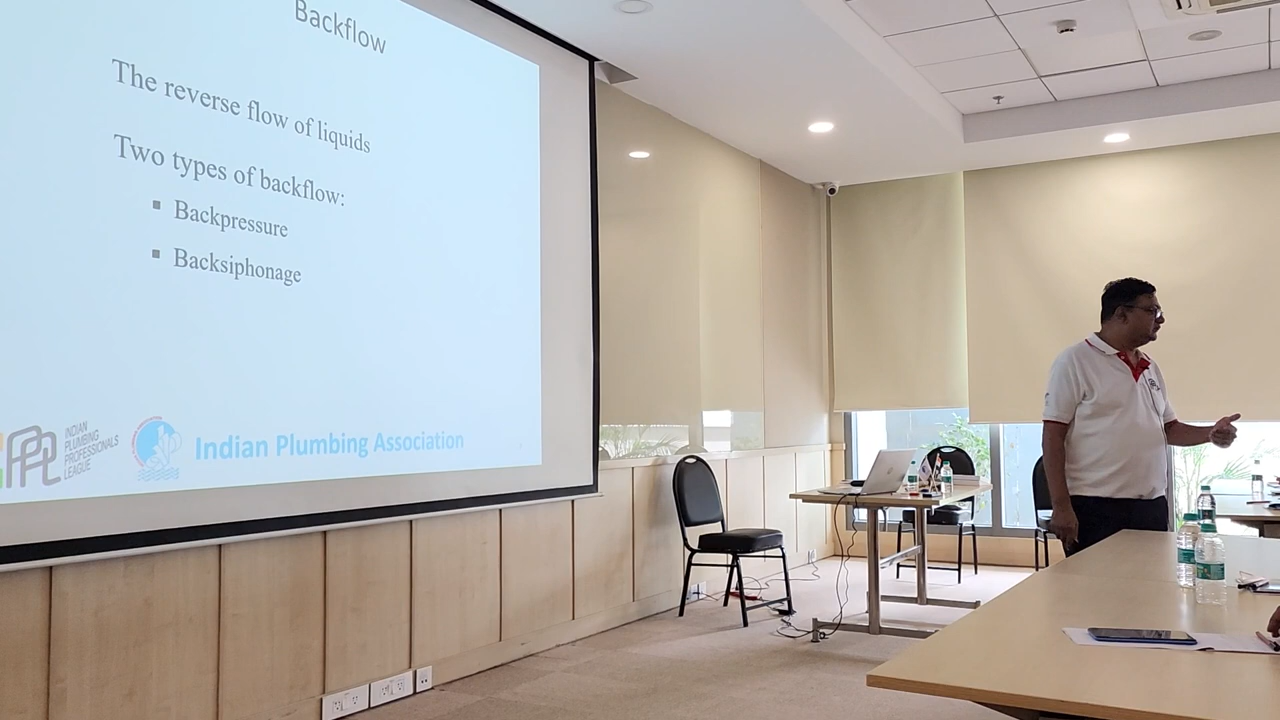 Backflow
The reverse flow of liquids
Two types of backflow:
▪ Backpressure
▪ Backsiphonage
INDIAN
PLUMBING
PROFESSIONALS
LEAGUE
Indian Plumbing Association